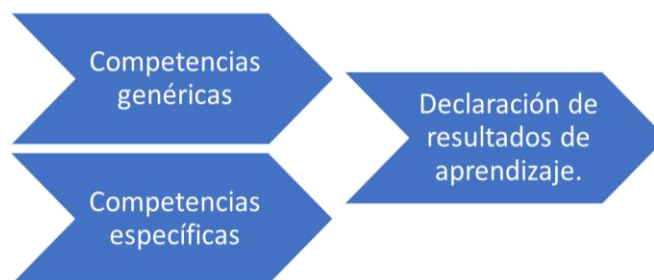 Competencias
genéricas
Competencias
específicas
Declaración de
resultados de
aprendizaje.